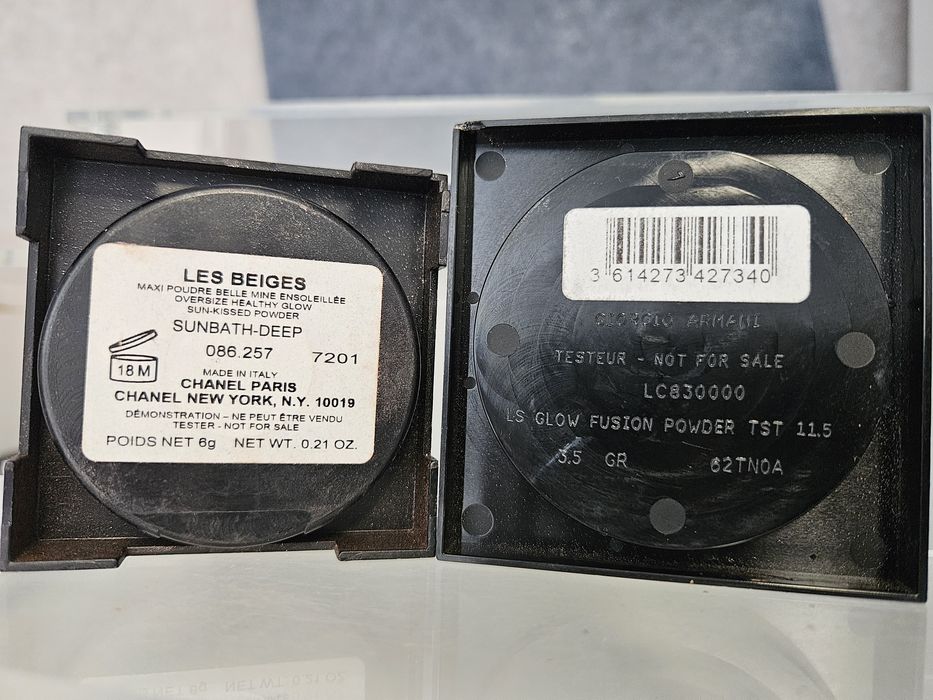 LES BEIGES
MAXI POUDRE BELLE MINE ENSOLEILLÉE
OVERSIZE HEALTHY GLOW
SUN-KISSED POWDER
SUNBATH-DEEP
086.257 7201
18 M
MADE IN ITALY
CHANEL PARIS
CHANEL NEW YORK, N.Y. 10019
DÉMONSTRATION – NE PEUT ÊTRE VENDU
TESTER - NOT FOR SALE
POIDS NET 6g NET WT. 0.21 OZ.
3 614273 427340
GIORGIO ARMANI
TESTEUR - NOT FOR SALE
LC830000
LS GLOW FUSION POWDER TST 11.5
3.5 GR 62TN0A